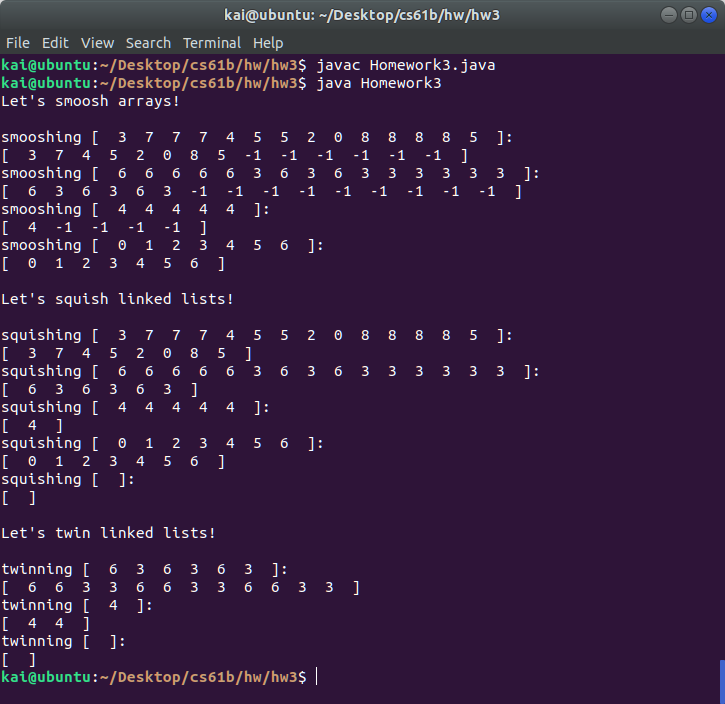 kai@ubuntu: ~/Desktop/cs61b/hw/hw3
File Edit View Search Terminal Help
kai@ubuntu:~/Desktop/cs61b/hw/hw3$ javac Homework3.java
kai@ubuntu:~/Desktop/cs61b/hw/hw3$ java Homework3
Let's smoosh arrays!
smooshing [  3  7  7  7  4  5  5  2  0  8  8  8  8  5  ]:
[  3  7  4  5  2  0  8  5  -1  -1  -1  -1  -1  -1  ]
smooshing [  6  6  6  6  6  3  6  3  6  3  3  3  3  3  3  ]:
[  6  3  6  3  6  3  -1  -1  -1  -1  -1  -1  -1  -1  -1  ]
smooshing [  4  4  4  4  4  ]:
[  4  -1  -1  -1  -1  ]
smooshing [  0  1  2  3  4  5  6  ]:
[  0  1  2  3  4  5  6  ]
Let's squish linked lists!
squishing [  3  7  7  7  4  5  5  2  0  8  8  8  8  5  ]:
[  3  7  4  5  2  0  8  5  ]
squishing [  6  6  6  6  6  3  6  3  6  3  3  3  3  3  3  ]:
[  6  3  6  3  6  3  ]
squishing [  4  4  4  4  4  ]:
[  4  ]
squishing [  0  1  2  3  4  5  6  ]:
[  0  1  2  3  4  5  6  ]
squishing [  ]:
[  ]
Let's twin linked lists!
twinning [  6  3  6  3  6  3  ]:
[  6  6  3  3  6  6  3  3  6  6  3  3  ]
twinning [  4  ]:
[  4  4  ]
twinning [  ]:
[  ]
kai@ubuntu:~/Desktop/cs61b/hw/hw3$